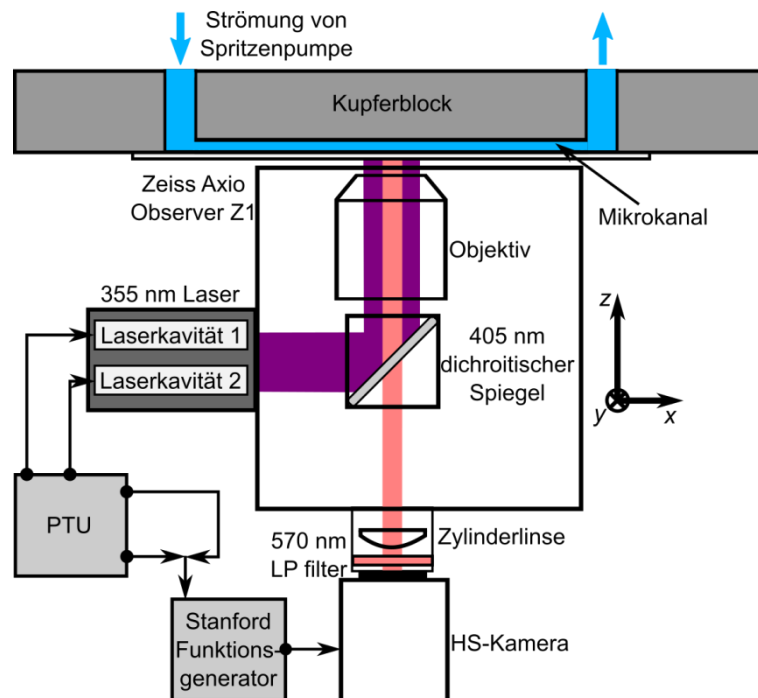 Strömung von
Spritzenpumpe
Kupferblock
Zeiss Axio
Observer Z1
Mikrokanal
Objektiv
355 nm Laser
Laserkavität 1
Laserkavität 2
405 nm
dichroitischer
Spiegel
z
y
x
PTU
570 nm
LP filter
Zylinderlinse
Stanford
Funktions-
generator
HS-Kamera